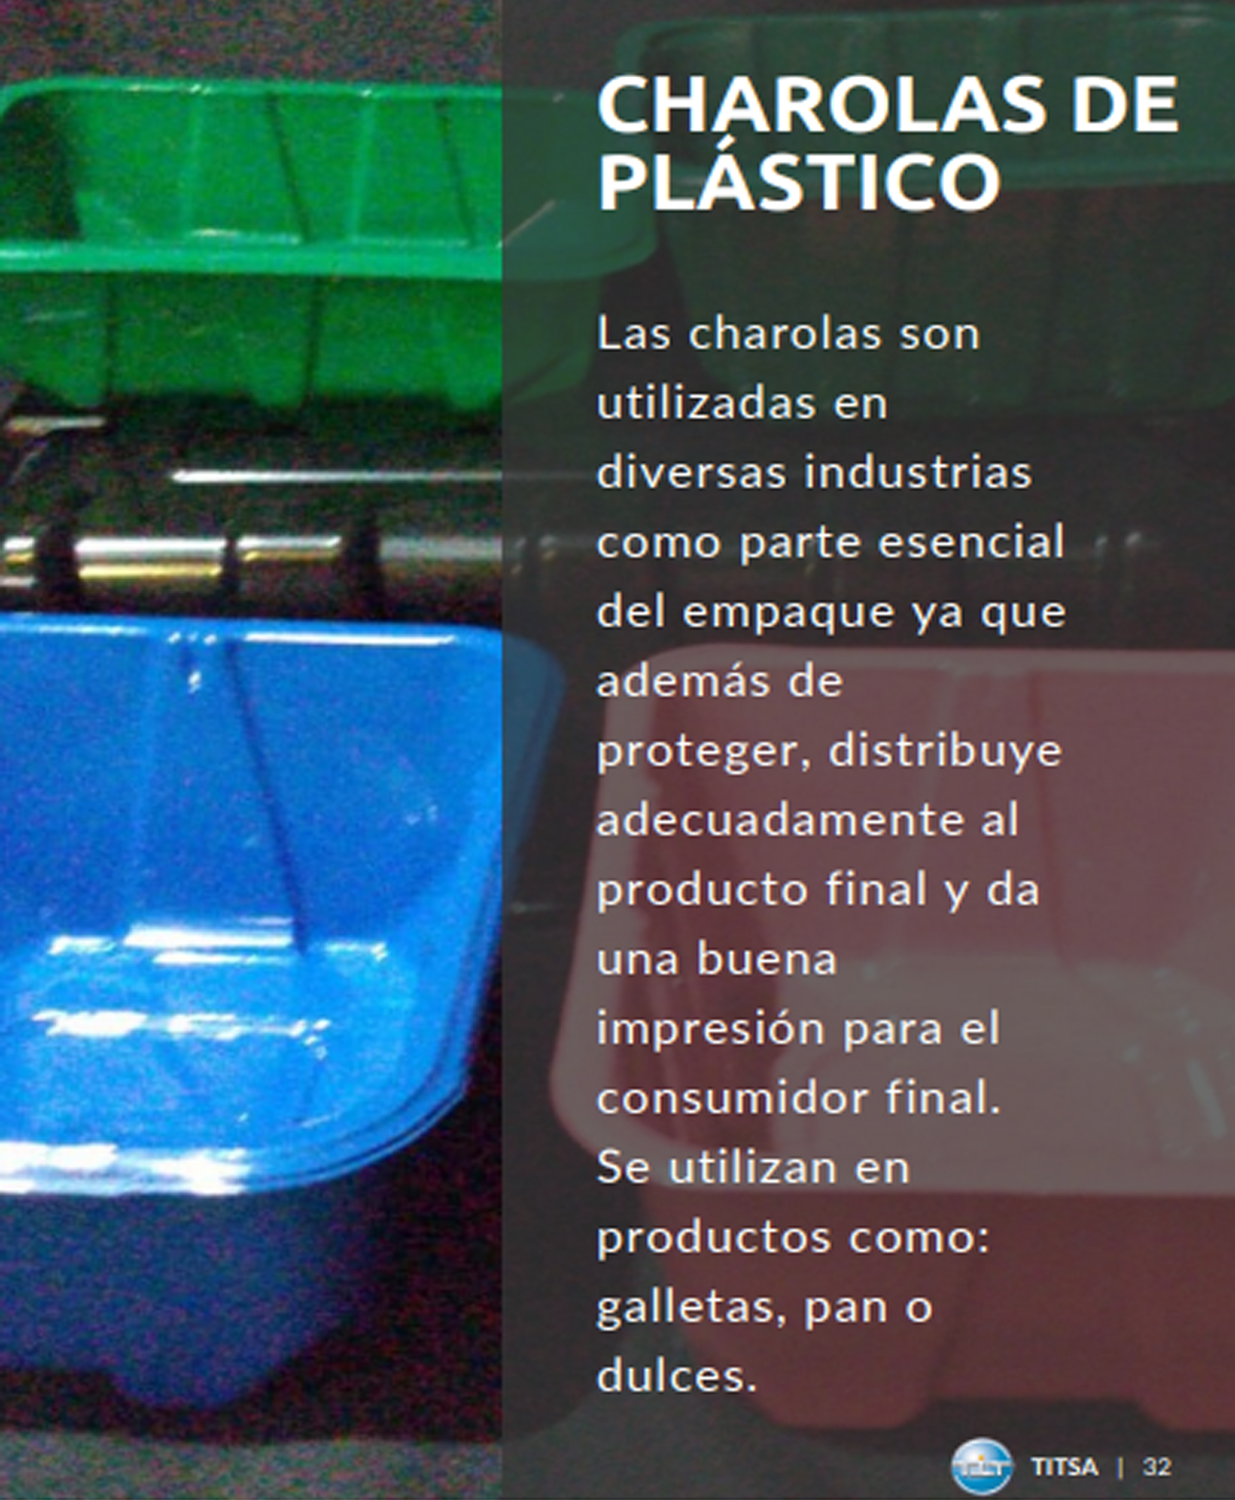 CHAROLAS DE
PLÁSTICO
Las charolas son
utilizadas en
diversas industrias
como parte esencial
del empaque ya que
además de
proteger, distribuye
adecuadamente al
producto final y da
una buena
impresión para el
consumidor final.
Se utilizan en
productos como:
galletas, pan o
dulces.
TITSA | 32